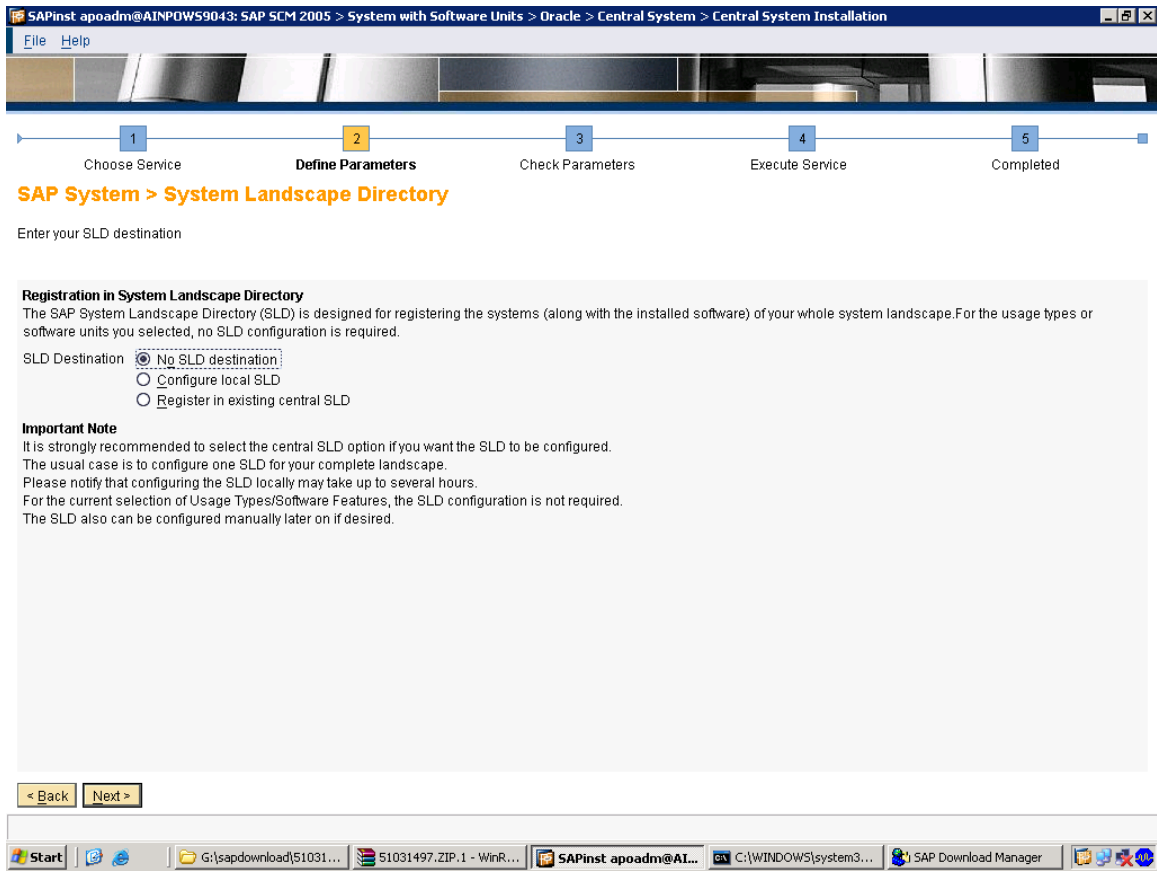 SAPinst apoadm@AINPOWS9043: SAP SCM 2005 > System with Software Units > Oracle > Central System > Central System Installation
File Help
1 2 3 4 5
Choose Service Define Parameters Check Parameters Execute Service Completed
SAP System > System Landscape Directory
Enter your SLD destination
Registration in System Landscape Directory
The SAP System Landscape Directory (SLD) is designed for registering the systems (along with the installed software) of your whole system landscape.For the usage types or
software units you selected, no SLD configuration is required.
SLD Destination No SLD destination
Configure local SLD
Register in existing central SLD
Important Note
It is strongly recommended to select the central SLD option if you want the SLD to be configured.
The usual case is to configure one SLD for your complete landscape.
Please notify that configuring the SLD locally may take up to several hours.
For the current selection of Usage Types/Software Features, the SLD configuration is not required.
The SLD also can be configured manually later on if desired.
< Back Next >
Start G:\sapdownload\51031... 51031497.ZIP.1 - WinR... SAPinst apoadm@AI... C:\WINDOWS\system3... SAP Download Manager